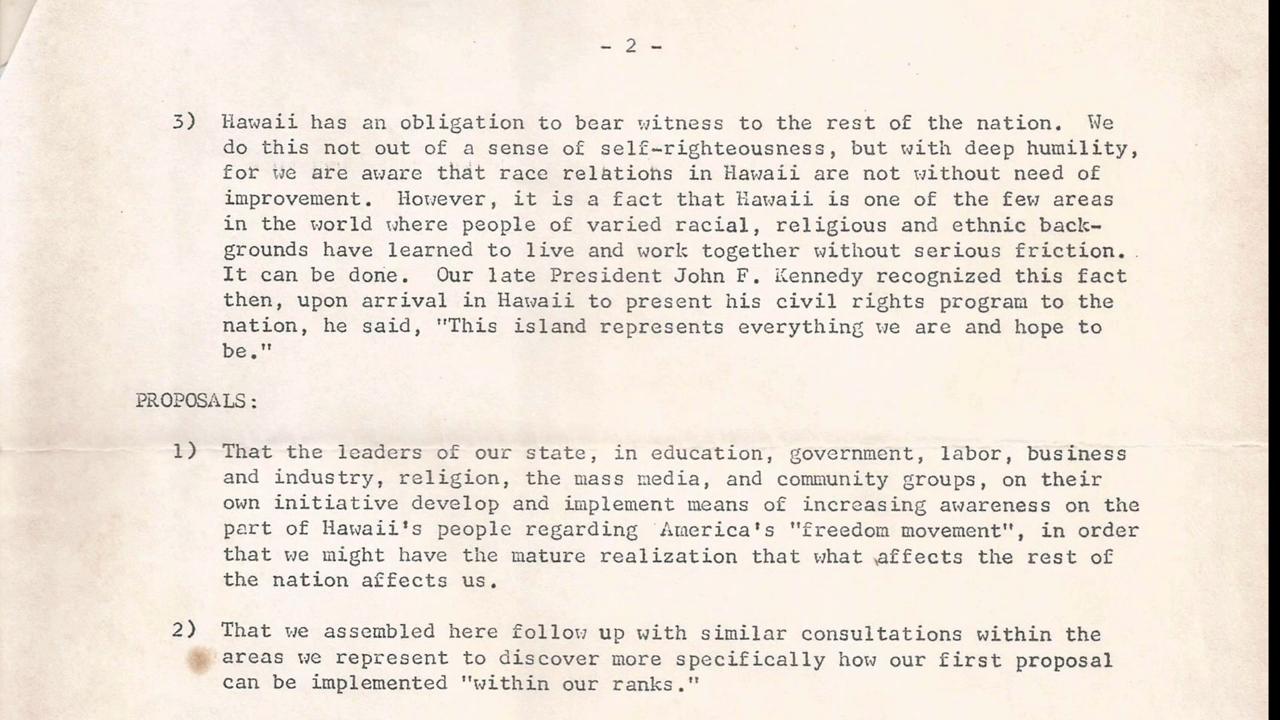 - 2 -
3) Hawaii has an obligation to bear witness to the rest of the nation. We
do this not out of a sense of self-righteousness, but with deep humility,
for we are aware that race relations in Hawaii are not without need of
improvement. However, it is a fact that Hawaii is one of the few areas
in the world where people of varied racial, religious and ethnic back-
grounds have learned to live and work together without serious friction.
It can be done. Our late President John F. Kennedy recognized this fact
then, upon arrival in Hawaii to present his civil rights program to the
nation, he said, "This island represents everything we are and hope to
be."
PROPOSALS:
1) That the leaders of our state, in education, government, labor, business
and industry, religion, the mass media, and community groups, on their
own initiative develop and implement means of increasing awareness on the
part of Hawaii's people regarding America's "freedom movement", in order
that we might have the mature realization that what affects the rest of
the nation affects us.
2) That we assembled here follow up with similar consultations within the
areas we represent to discover more specifically how our first proposal
can be implemented "within our ranks."